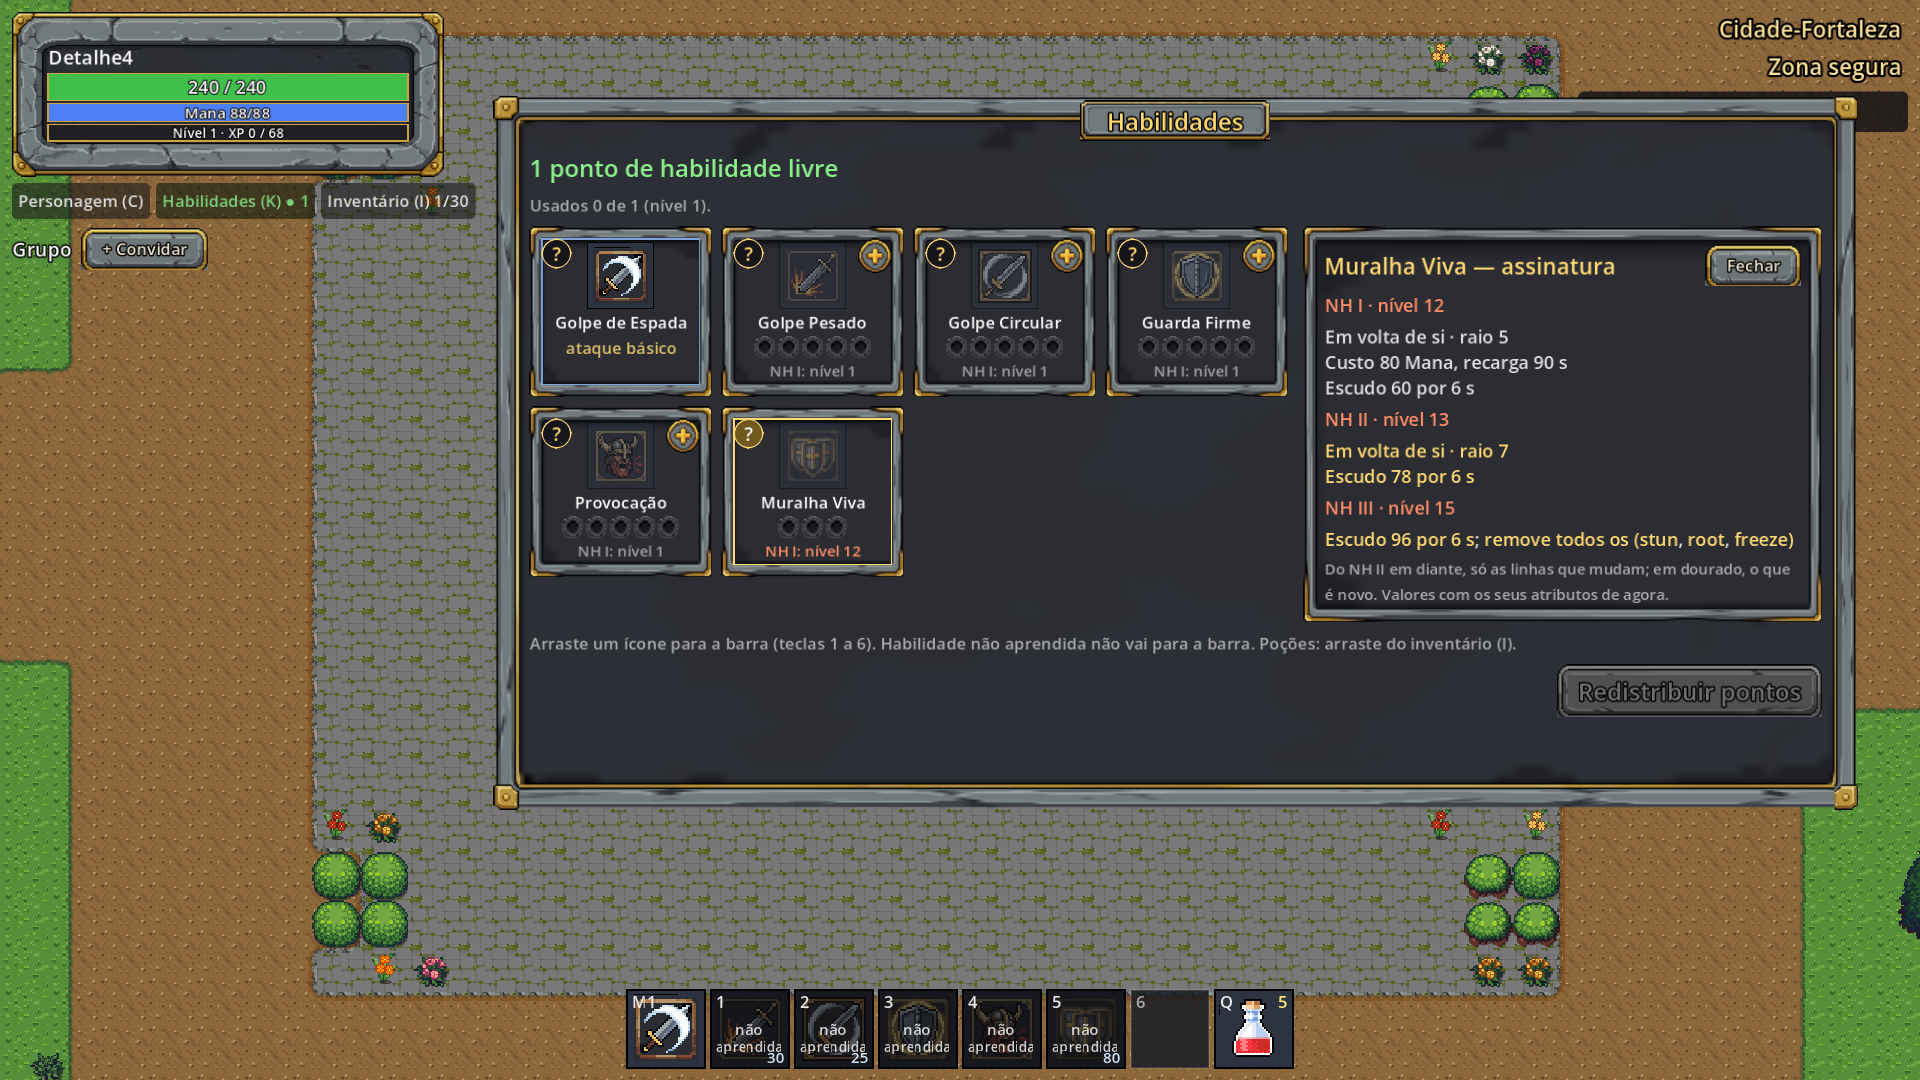 Detalhe4
240 / 240
Mana 88/88
Nível 1 · XP 0 / 68
Personagem (C)
Habilidades (K) ● 1
Inventário (I) 1/30
Grupo
+ Convidar
Cidade-Fortaleza
Zona segura
Habilidades
1 ponto de habilidade livre
Usados 0 de 1 (nível 1).
?
Golpe de Espada
ataque básico
?
Golpe Pesado
NH I: nível 1
?
Golpe Circular
NH I: nível 1
?
Guarda Firme
NH I: nível 1
?
Provocação
NH I: nível 1
?
Muralha Viva
NH I: nível 12
Muralha Viva — assinatura
Fechar
NH I · nível 12
Em volta de si · raio 5
Custo 80 Mana, recarga 90 s
Escudo 60 por 6 s
NH II · nível 13
Em volta de si · raio 7
Escudo 78 por 6 s
NH III · nível 15
Escudo 96 por 6 s; remove todos os (stun, root, freeze)
Do NH II em diante, só as linhas que mudam; em dourado, o que
é novo. Valores com os seus atributos de agora.
Arraste um ícone para a barra (teclas 1 a 6). Habilidade não aprendida não vai para a barra. Poções: arraste do inventário (I).
Redistribuir pontos
M1
1
não
aprendida
30
2
não
aprendida
25
3
não
aprendida
4
não
aprendida
5
não
aprendida
80
6
Q
5